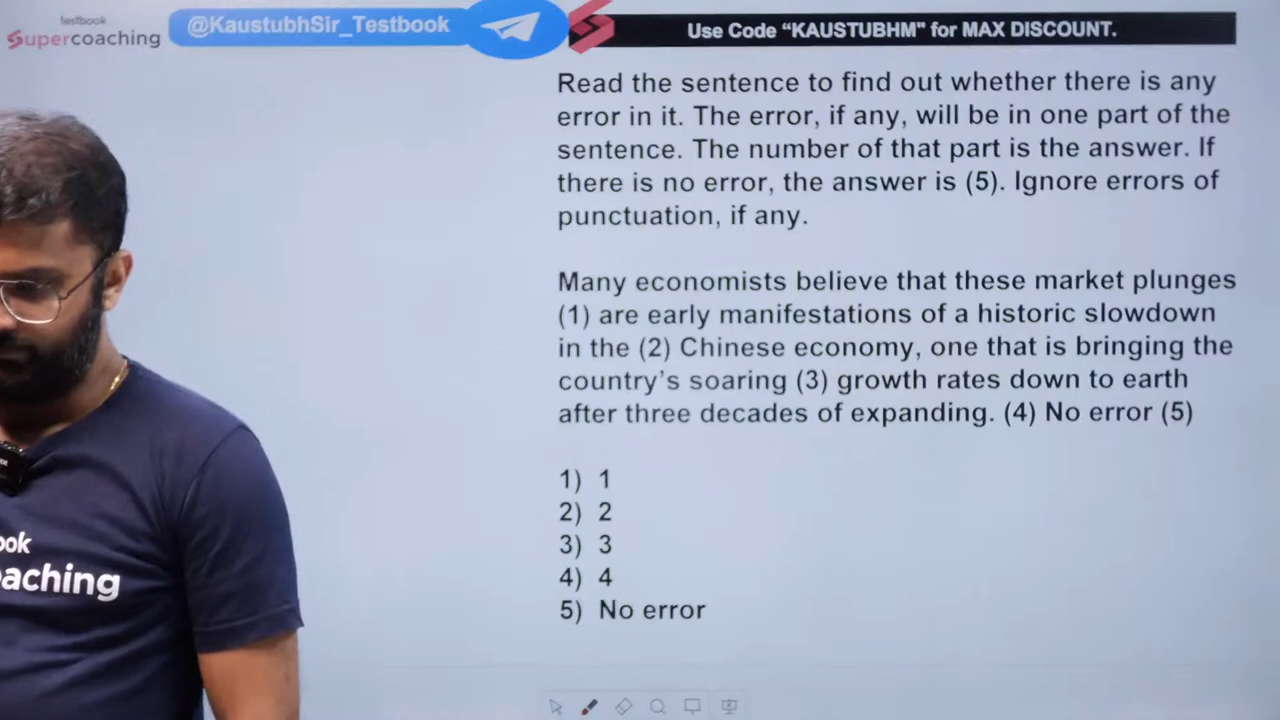 testbook
Supercoaching
@KaustubhSir_Testbook
Use Code “KAUSTUBHM" for MAX DISCOUNT.
Read the sentence to find out whether there is any
error in it. The error, if any, will be in one part of the
sentence. The number of that part is the answer. If
there is no error, the answer is (5). Ignore errors of
punctuation, if any.
Many economists believe that these market plunges
(1) are early manifestations of a historic slowdown
in the (2) Chinese economy, one that is bringing the
country’s soaring (3) growth rates down to earth
after three decades of expanding. (4) No error (5)
1) 1
2) 2
3) 3
4) 4
5) No error
ook
aching